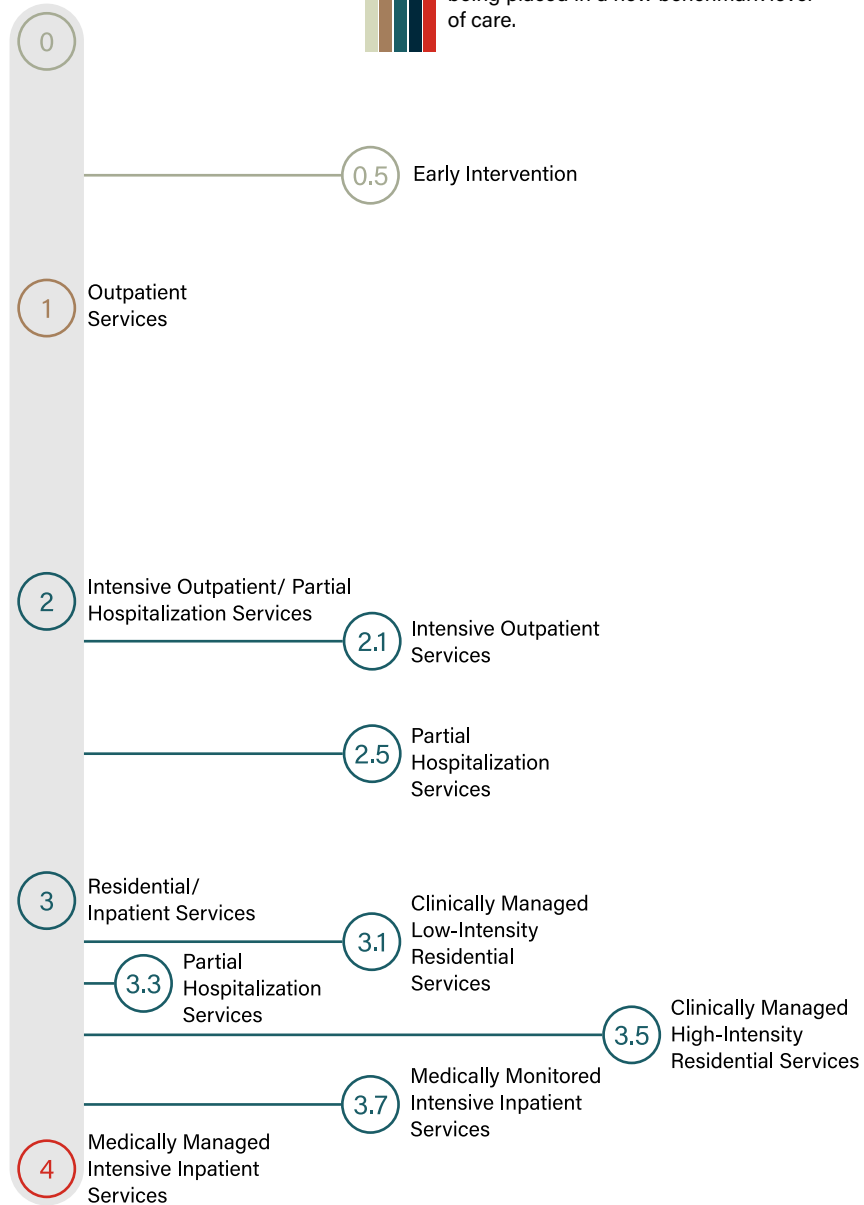 of care.
0
0.5
Early Intervention
1
Outpatient
Services
2
Intensive Outpatient/ Partial
Hospitalization Services
2.1
Intensive Outpatient
Services
2.5
Partial
Hospitalization
Services
3
Residential/
Inpatient Services
3.1
Clinically Managed
Low-Intensity
Residential
Services
3.3
Partial
Hospitalization
Services
3.5
Clinically Managed
High-Intensity
Residential Services
3.7
Medically Monitored
Intensive Inpatient
Services
4
Medically Managed
Intensive Inpatient
Services